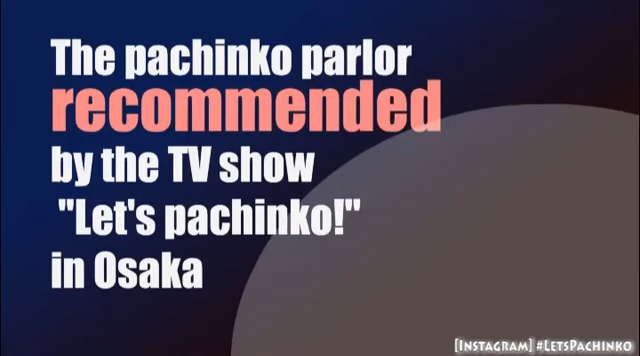 The pachinko parlor
recommended
by the TV show
"Let's pachinko!"
in Osaka
[Instagram] #LetsPachinko